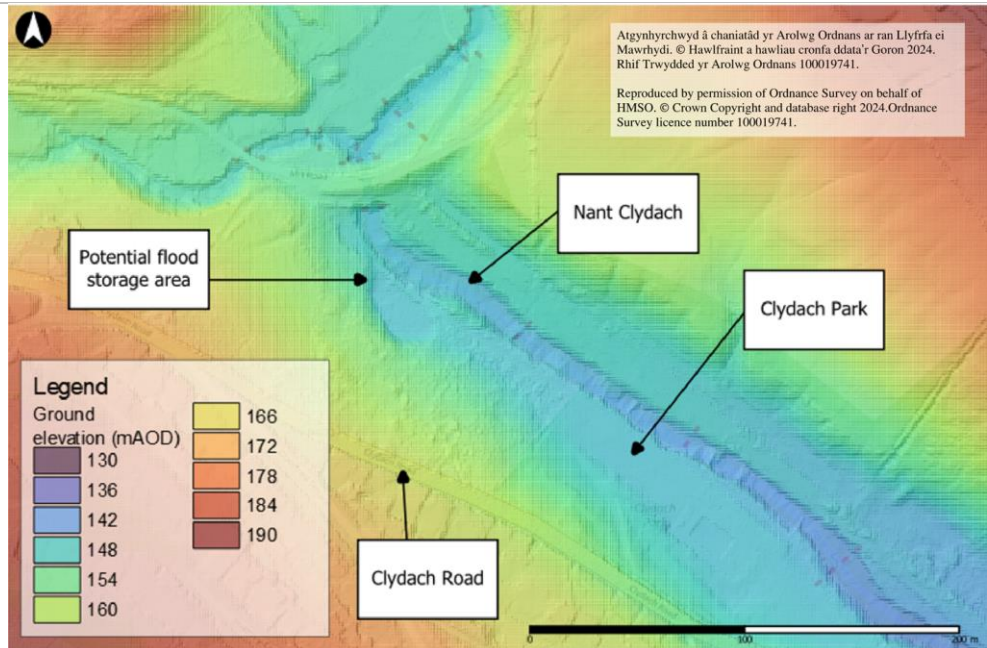 Atgynhyrchwyd â chaniatâd yr Arolwg Ordnans ar ran Llyfrfa ei
Mawrhydi. © Hawlfraint a hawliau cronfa ddata'r Goron 2024.
Rhif Trwydded yr Arolwg Ordnans 100019741.
Reproduced by permission of Ordnance Survey on behalf of
HMSO. © Crown Copyright and database right 2024.Ordnance
Survey licence number 100019741.
Nant Clydach
Potential flood
storage area
Clydach Park
Legend
Ground
elevation (mAOD)
130
136
142
148
154
160
166
172
178
184
190
Clydach Road
0
100
200 m